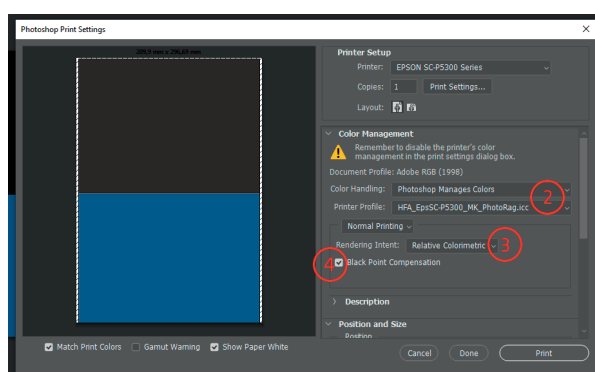 Photoshop Print Settings
209,9 mm x 296,69 mm
Printer Setup
Printer: EPSON SC-P5300 Series
Copies: 1 Print Settings...
Layout:
Color Management
Remember to disable the printer's color
management in the print settings dialog box.
Document Profile: Adobe RGB (1998)
Color Handling: Photoshop Manages Colors
2
Printer Profile: HFA_EpsSC-P5300_MK_PhotoRag.icc
Normal Printing
Rendering Intent: Relative Colorimetric 3
4 Black Point Compensation
Description
Position and Size
Position
Match Print Colors Gamut Warning Show Paper White
Cancel Done Print